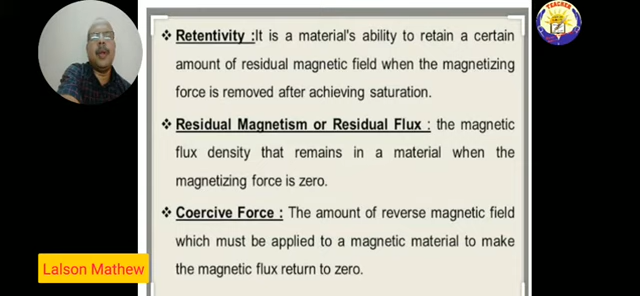 TEACHER
❖ Retentivity :It is a material's ability to retain a certain
amount of residual magnetic field when the magnetizing
force is removed after achieving saturation.
❖ Residual Magnetism or Residual Flux : the magnetic
flux density that remains in a material when the
magnetizing force is zero.
❖ Coercive Force : The amount of reverse magnetic field
which must be applied to a magnetic material to make
the magnetic flux return to zero.
Lalson Mathew